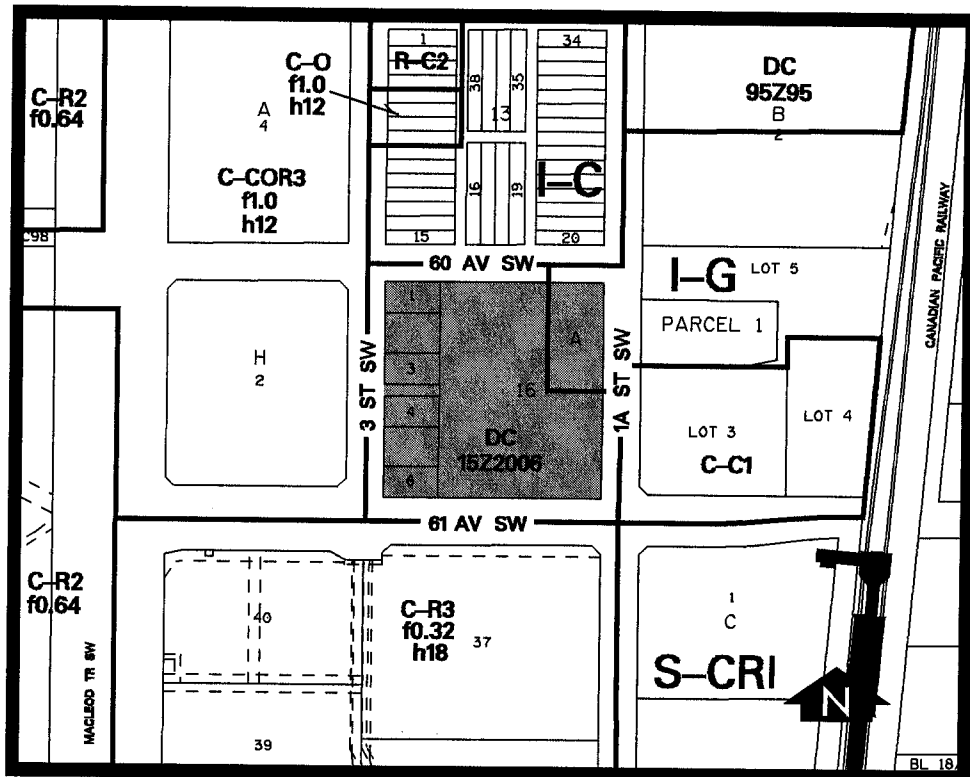 C-R2
f0.64
A
4
C-COR3
f1.0
h12
C98
C-O
f1.0
h12
1
R-C2
38
35
13
34
16
19
I-C
15
20
DC
95Z95
B
2
CANADIAN PACIFIC RAILWAY
60 AV SW
I-G
LOT 5
PARCEL 1
H
2
3 ST SW
1
3
4
6
A
16
DC
15Z2006
1A ST SW
LOT 3
LOT 4
C-C1
61 AV SW
C-R2
f0.64
MACLEOD TR SW
40
39
C-R3
f0.32
h18
37
1
C
S-CRI
N